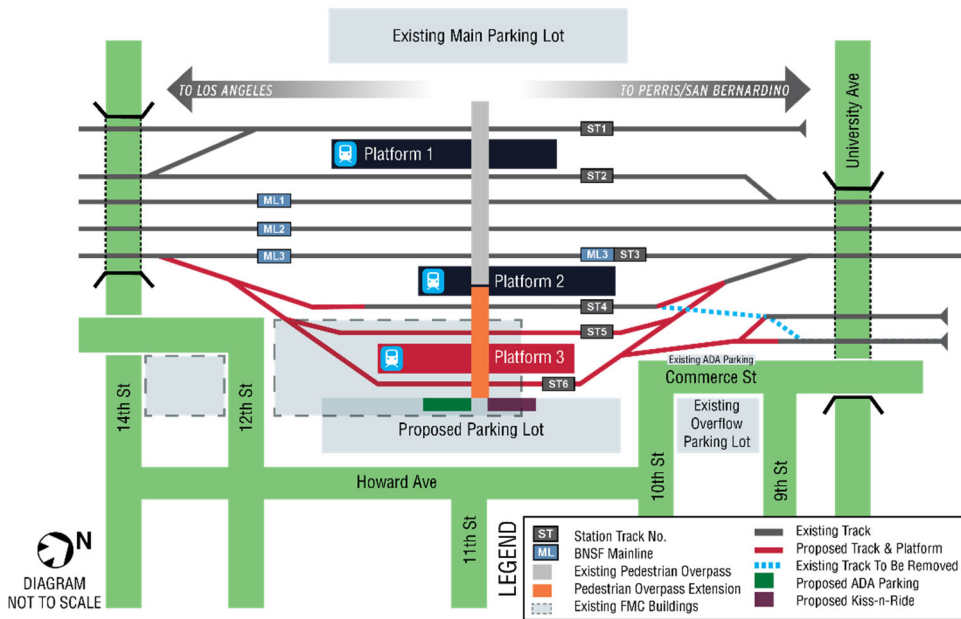 Existing Main Parking Lot
TO LOS ANGELES
TO PERRIS/SAN BERNARDINO
University Ave
ST1
Platform 1
ST2
ML1
ML2
ML3
ML3 ST3
Platform 2
ST4
ST5
Platform 3
ST6
Existing ADA Parking
Commerce St
14th St
12th St
Proposed Parking Lot
Existing
Overflow
Parking Lot
10th St
9th St
Howard Ave
11th St
N
DIAGRAM
NOT TO SCALE
LEGEND
ST Station Track No.
ML BNSF Mainline
Existing Pedestrian Overpass
Pedestrian Overpass Extension
Existing FMC Buildings
Existing Track
Proposed Track & Platform
Existing Track To Be Removed
Proposed ADA Parking
Proposed Kiss-n-Ride